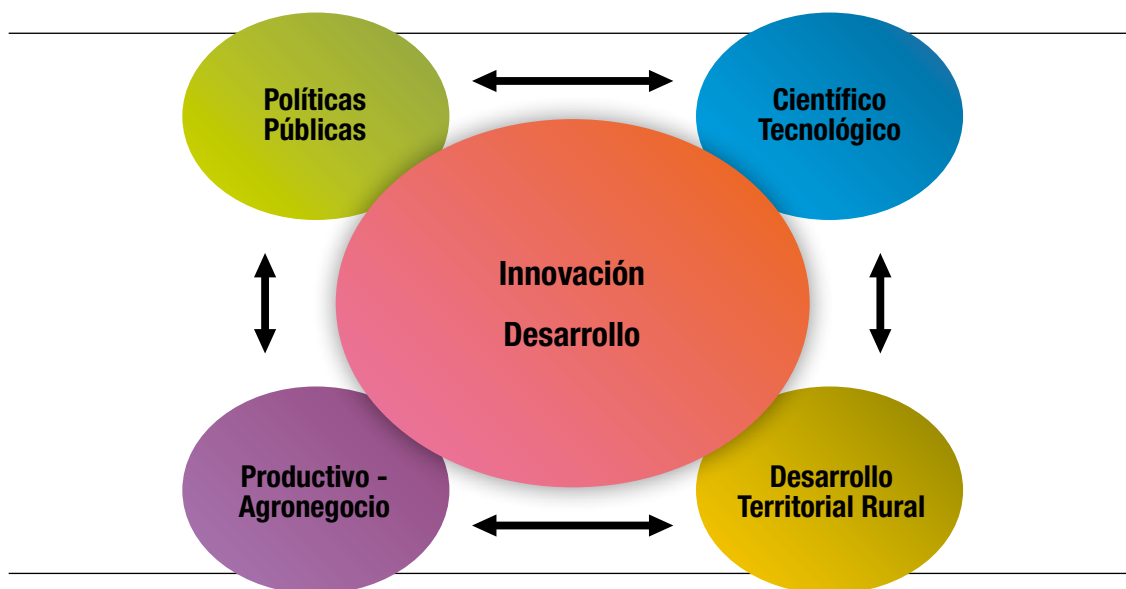 Políticas
Públicas
Científico
Tecnológico
Innovación
Desarrollo
Productivo -
Agronegocio
Desarrollo
Territorial Rural